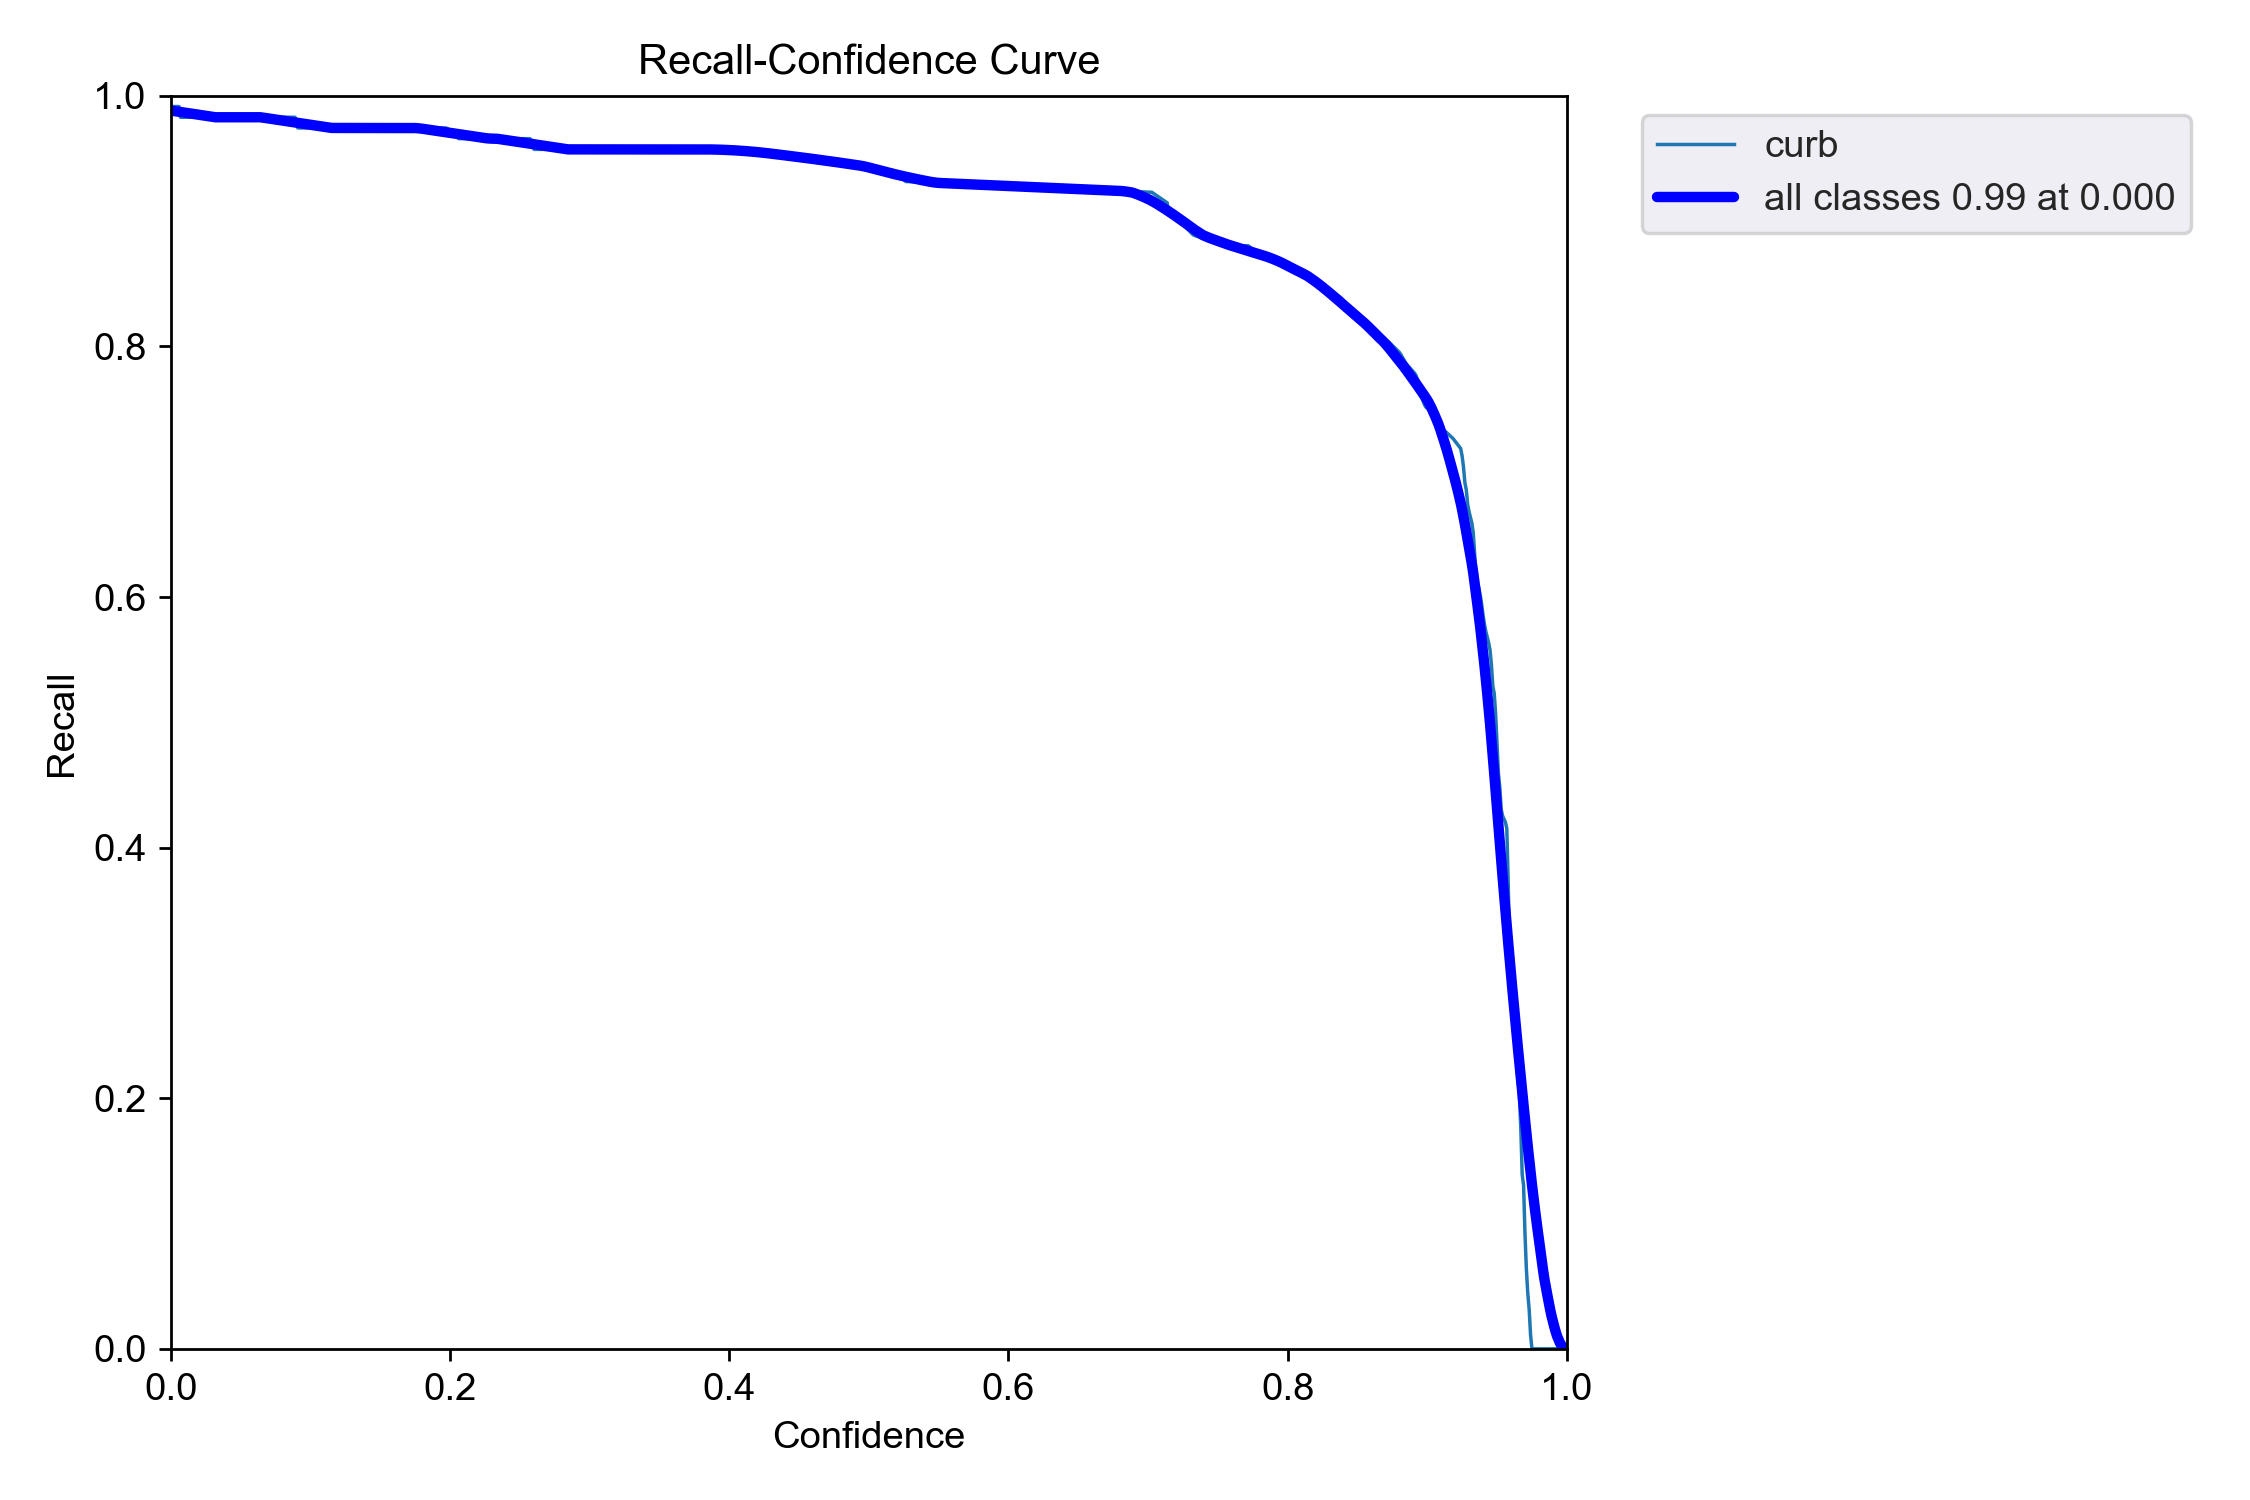 Recall-Confidence Curve
1.0
0.8
0.6
0.4
0.2
0.0
Recall
0.0 0.2 0.4 0.6 0.8 1.0
Confidence
curb
all classes 0.99 at 0.000